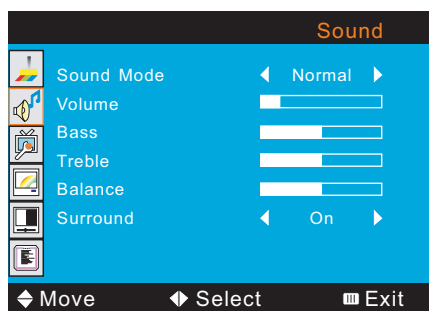 Sound
Sound Mode Normal
Volume
Bass
Treble
Balance
Surround On
Move Select Exit